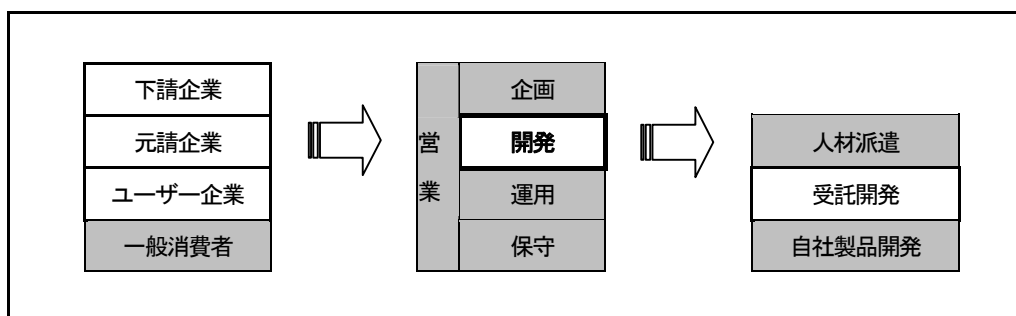 下請企業
元請企業
ユーザー企業
一般消費者
営業
企画
開発
運用
保守
人材派遣
受託開発
自社製品開発